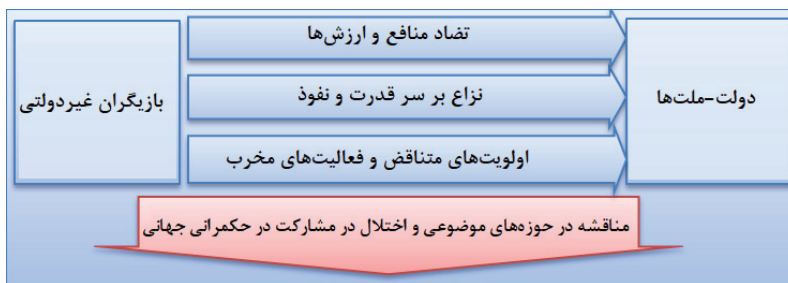 تضاد منافع و ارزش‌ها
بازیگران غیردولتی
نزاع بر سر قدرت و نفوذ
دولت-ملت‌ها
اولویت‌های متناقض و فعالیت‌های مخرب
مناقشه در حوزه‌های موضوعی و اختلال در مشارکت در حکمرانی جهانی